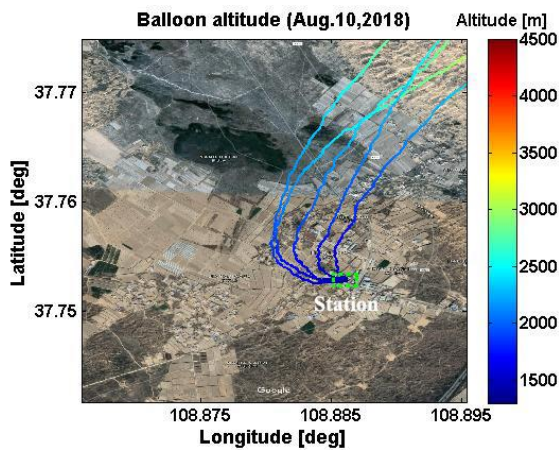 Balloon altitude (Aug.10,2018)
Altitude [m]
4500
4000
3500
3000
2500
2000
1500
37.77
37.76
37.75
Latitude [deg]
Station
Google
108.875
108.885
108.895
Longitude [deg]